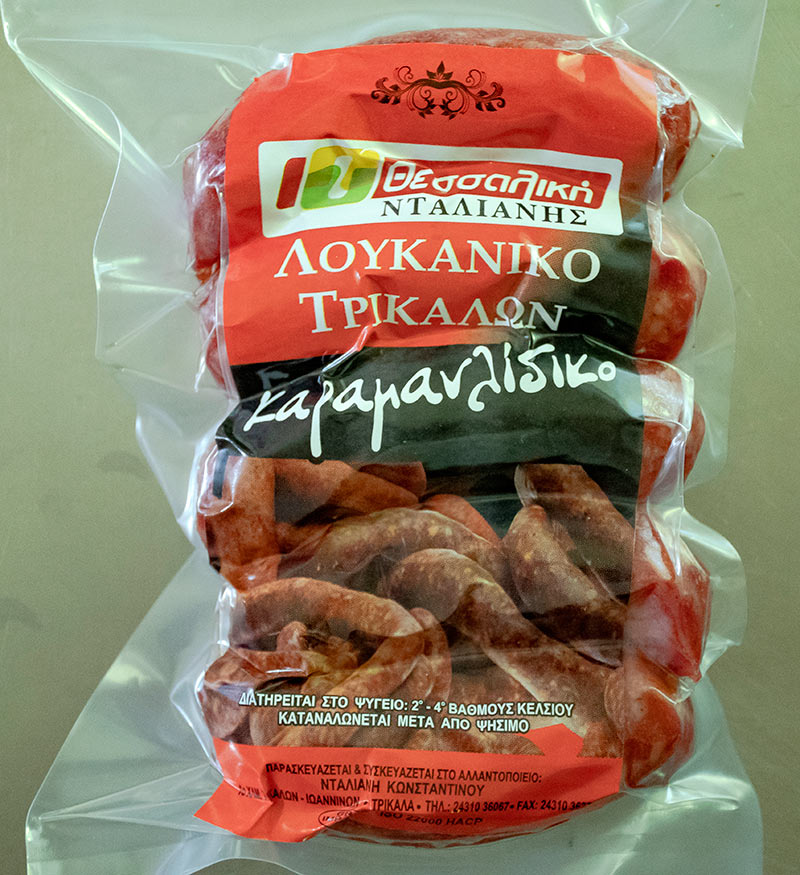 Θεσσαλική
ΝΤΑΛΙΑΝΗΣ
ΛΟΥΚΑΝΙΚΟ
ΤΡΙΚΑΛΩΝ
καραμανλίδικο
ΔΙΑΤΗΡΕΙΤΑΙ ΣΤΟ ΨΥΓΕΙΟ: 2°- 4° ΒΑΘΜΟΥΣ ΚΕΛΣΙΟΥ
ΚΑΤΑΝΑΛΩΝΕΤΑΙ ΜΕΤΑ ΑΠΟ ΨΗΣΙΜΟ
ΠΑΡΑΣΚΕΥΑΖΕΤΑΙ & ΣΥΣΚΕΥΑΖΕΤΑΙ ΣΤΟ ΑΛΛΑΝΤΟΠΟΙΕΙΟ:
ΝΤΑΛΙΑΝΗ ΚΩΝΣΤΑΝΤΙΝΟΥ
ΙΩΑΝΝΙΝΩΝ • ΤΡΙΚΑΛΑ • ΤΗΛ.: 24310 36067 • FAX: 24310
ISO 22000 HACP